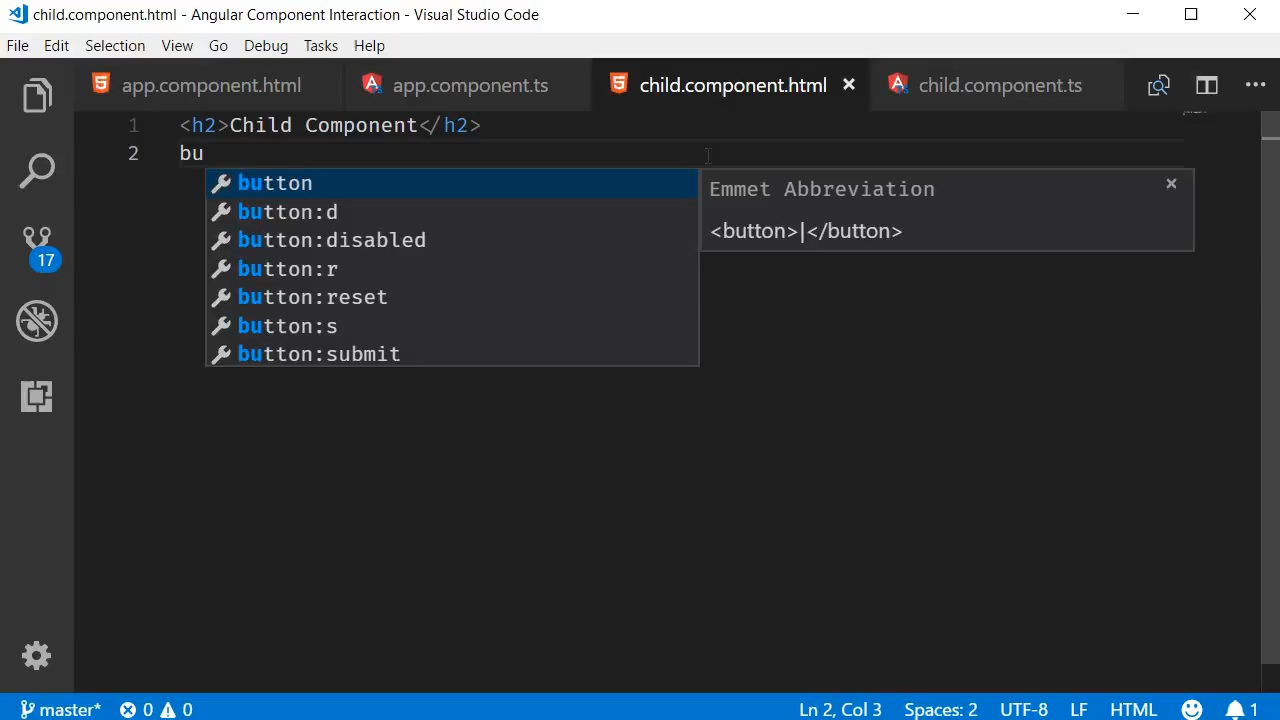 child.component.html - Angular Component Interaction - Visual Studio Code
File Edit Selection View Go Debug Tasks Help
app.component.html app.component.ts child.component.html child.component.ts
1 <h2>Child Component</h2>
2 bu
button
button:d
button:disabled
button:r
button:reset
button:s
button:submit
Emmet Abbreviation
<button>|</button>
17
master* 0 0 Ln 2, Col 3 Spaces: 2 UTF-8 LF HTML 1